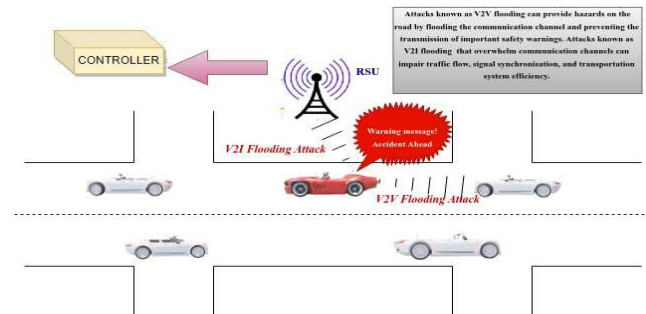 Attacks known as V2V flooding can provide hazards on the
road by flooding the communication channel and preventing the
transmission of important safety warnings. Attacks known as
V2I flooding that overwhelm communication channels can
impair traffic flow, signal synchronisation, and transportation
system efficiency.
CONTROLLER
RSU
Warning message!
Accident Ahead
V2I Flooding Attack
V2V Flooding Attack